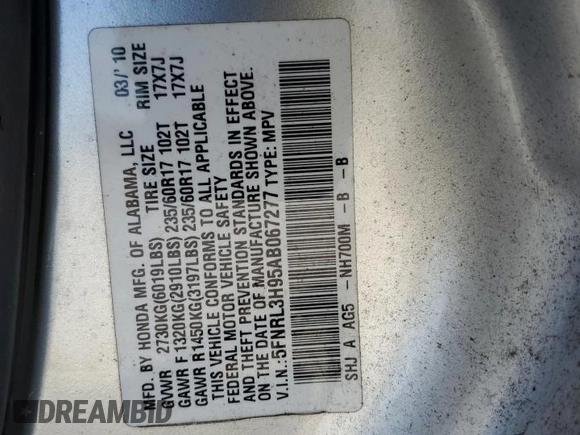 MFD. BY HONDA MFG. OF ALABAMA, LLC 03/' 10
GVWR 2730KG(6019LBS) TIRE SIZE RIM SIZE
GAWR F 1320KG(2910LBS) 235/60R17 102T 17X7J
GAWR R1450KG(3197LBS) 235/60R17 102T 17X7J
THIS VEHICLE CONFORMS TO ALL APPLICABLE
FEDERAL MOTOR VEHICLE SAFETY
AND THEFT PREVENTION STANDARDS IN EFFECT
ON THE DATE OF MANUFACTURE SHOWN ABOVE.
V.I.N.:5FNRL3H95AB067277 TYPE: MPV
SHJ A AG5 -NH700M - B - B
DREAMBID